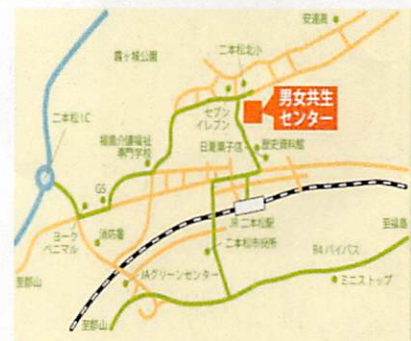 安達高
霞ヶ城公園
二本松北小
二本松IC
男女共生
センター
セブン
イレブン
福島介護福祉
専門学校
日夏菓子店
歴史資料館
GS
ヨーク
ベニマル
消防署
JR 二本松駅
二本松市役所
至福島
R4 バイパス
JAグリーンセンター
ミニストップ
至郡山
至郡山